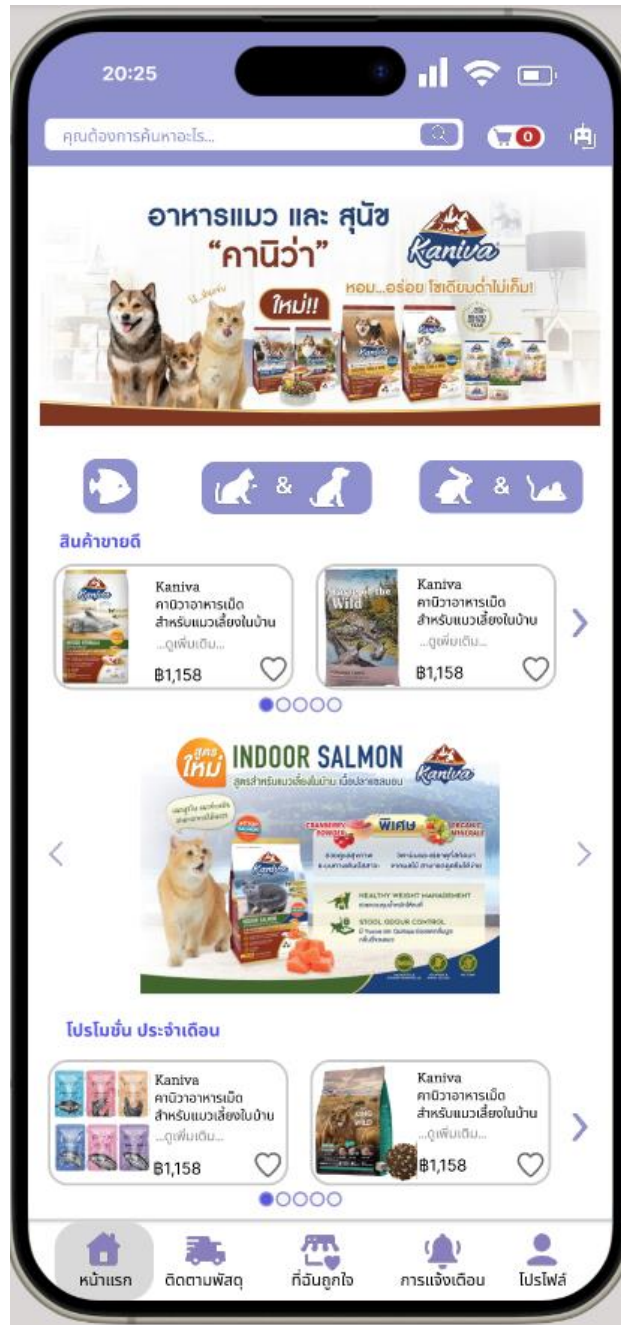 20:25
คุณต้องการค้นหาอะไร...
0
อาหารแมว และ สุนัข
“คานิว่า”
Kaniva
หอม...อร่อย โซเดียมต่ำไม่เค็ม!
ใหม่!!
&
&
สินค้าขายดี
Kaniva
คานิวาอาหารเม็ด
สำหรับแมวเลี้ยงในบ้าน
...ดูเพิ่มเติม...
฿1,158
Wild
Kaniva
คานิวาอาหารเม็ด
สำหรับแมวเลี้ยงในบ้าน
...ดูเพิ่มเติม...
฿1,158
สูตร
ใหม่
INDOOR SALMON
สูตรสำหรับแมวเลี้ยงในบ้าน เนื้อปลาแซลมอน
Kaniva
CRANBERRY
POWDER
พิเศษ
ORGANIC
MINERALS
HEALTHY WEIGHT MANAGEMENT
STOOL ODOUR CONTROL
INDOOR SALMON
โปรโมชั่น ประจำเดือน
Kaniva
คานิวาอาหารเม็ด
สำหรับแมวเลี้ยงในบ้าน
...ดูเพิ่มเติม...
฿1,158
Kaniva
คานิวาอาหารเม็ด
สำหรับแมวเลี้ยงในบ้าน
...ดูเพิ่มเติม...
฿1,158
หน้าแรก
ติดตามพัสดุ
ที่ฉันถูกใจ
การแจ้งเตือน
โปรไฟล์